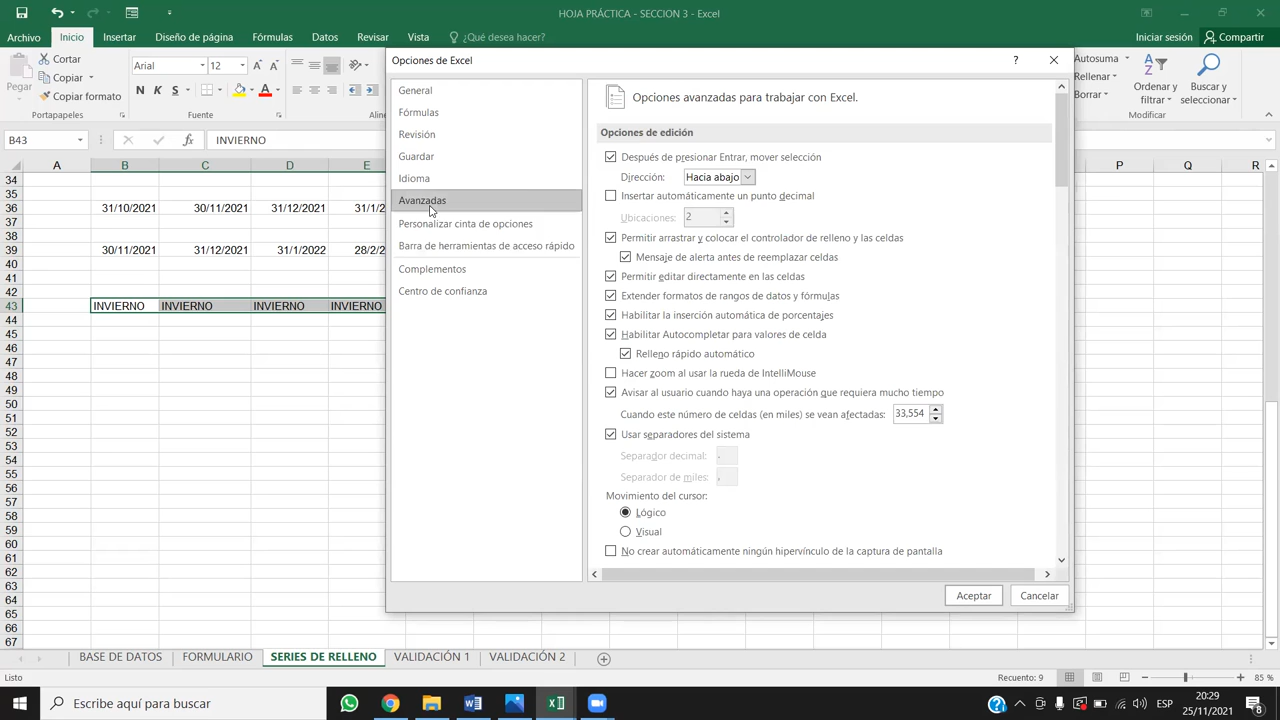 HOJA PRÁCTICA - SECCION 3 - Excel
Archivo Inicio Insertar Diseño de página Fórmulas Datos Revisar Vista ¿Qué desea hacer? Iniciar sesión Compartir
Cortar
Copiar
Copiar formato
Pegar
Portapapeles
Arial 12
N K S
Fuente
Autosuma
Rellenar
Borrar
Ordenar y filtrar
Buscar y seleccionar
Editar
B43 INVIERNO
A B C D E P Q R
34
35
36 31/10/2021 30/11/2021 31/12/2021 31/1/2
37
38
39 30/11/2021 31/12/2021 31/1/2022 28/2/2
40
41
42
43 INVIERNO INVIERNO INVIERNO INVIERNO
44
45
46
47
48
49
50
51
52
53
54
55
56
57
58
59
60
61
62
63
64
65
66
67
Opciones de Excel
General
Fórmulas
Revisión
Guardar
Idioma
Avanzadas
Personalizar cinta de opciones
Barra de herramientas de acceso rápido
Complementos
Centro de confianza
Opciones avanzadas para trabajar con Excel.
Opciones de edición
Después de presionar Entrar, mover selección
Dirección: Hacia abajo
Insertar automáticamente un punto decimal
Ubicaciones: 2
Permitir arrastrar y colocar el controlador de relleno y las celdas
Mensaje de alerta antes de reemplazar celdas
Permitir editar directamente en las celdas
Extender formatos de rangos de datos y fórmulas
Habilitar la inserción automática de porcentajes
Habilitar Autocompletar para valores de celda
Relleno rápido automático
Hacer zoom al usar la rueda de IntelliMouse
Avisar al usuario cuando haya una operación que requiera mucho tiempo
Cuando este número de celdas (en miles) se vean afectadas: 33,554
Usar separadores del sistema
Separador decimal: .
Separador de miles: ,
Movimiento del cursor:
Lógico
Visual
No crear automáticamente ningún hipervínculo de la captura de pantalla
Aceptar Cancelar
BASE DE DATOS FORMULARIO SERIES DE RELLENO VALIDACIÓN 1 VALIDACIÓN 2
Listo Recuento: 9 85 %
Escribe aquí para buscar
ESP
20:29
25/11/2021
8